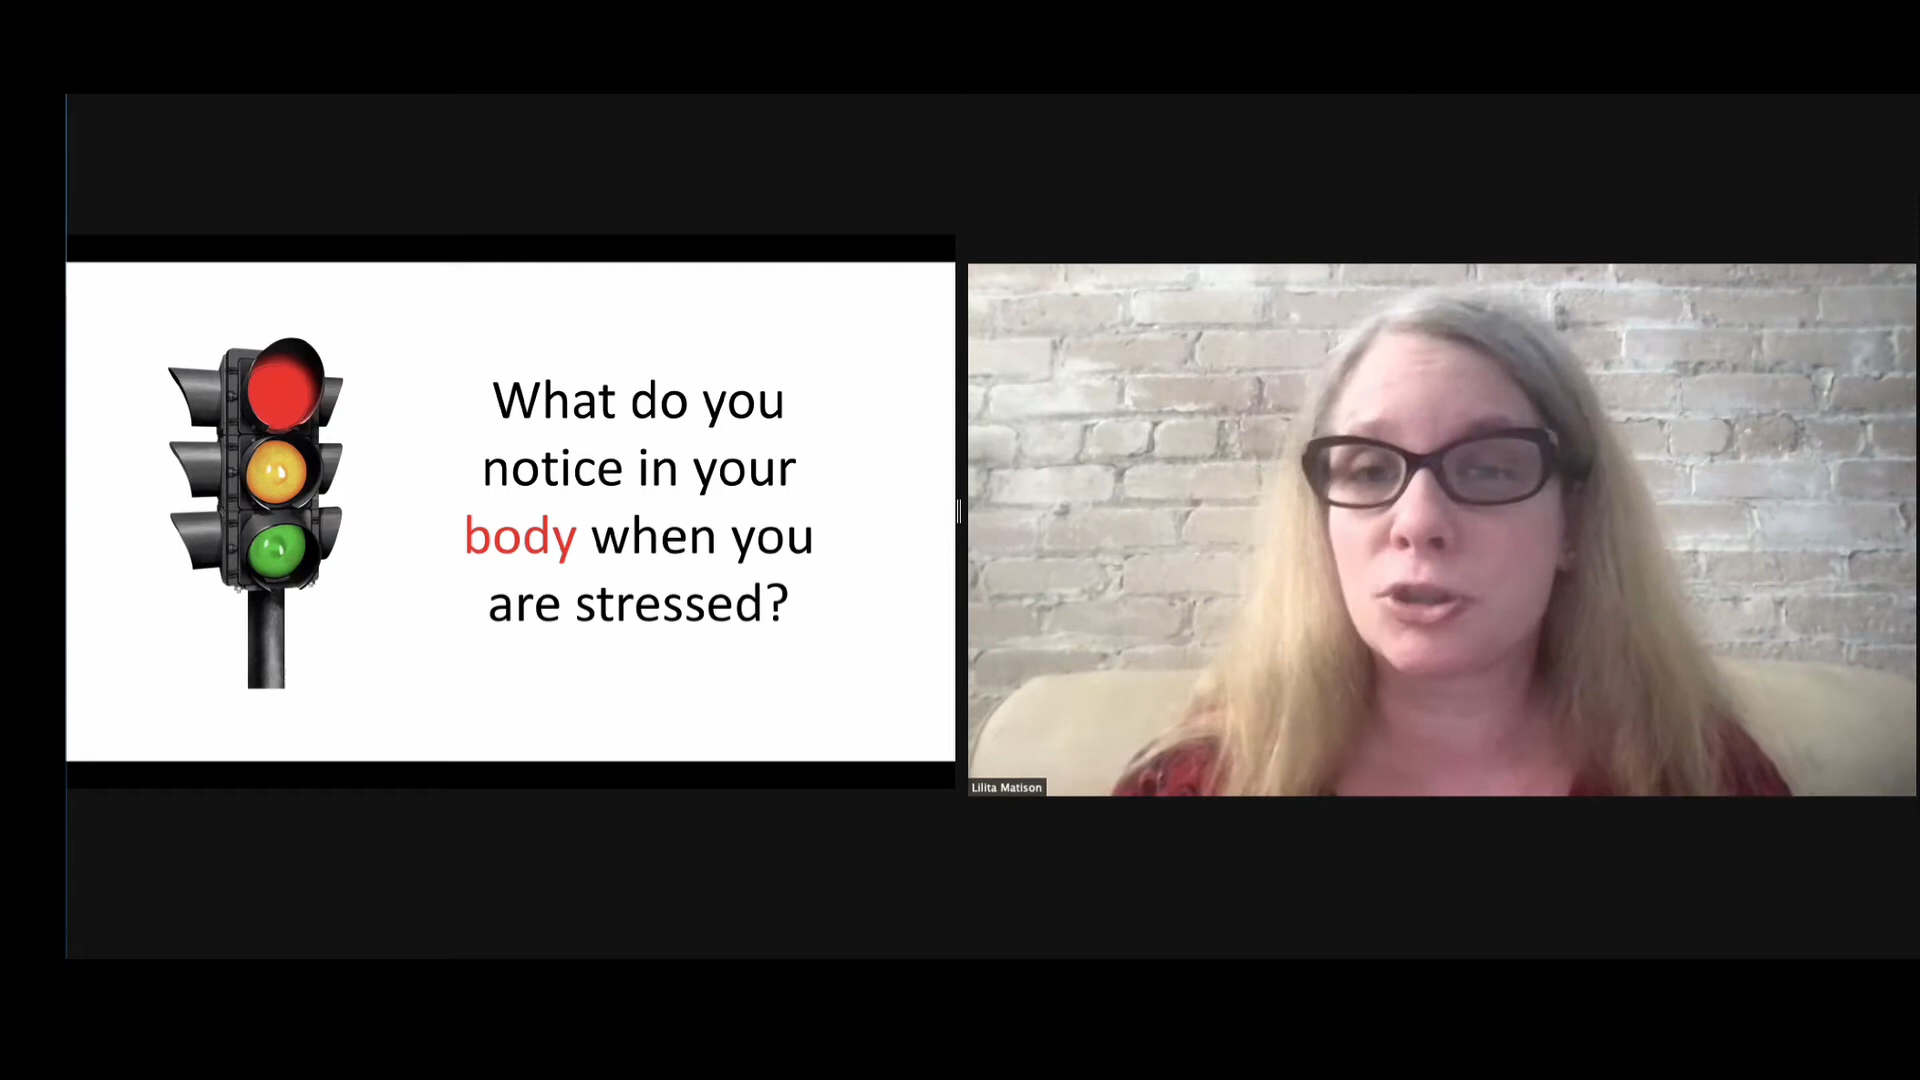 What do you
notice in your
body when you
are stressed?
Lilita Matison